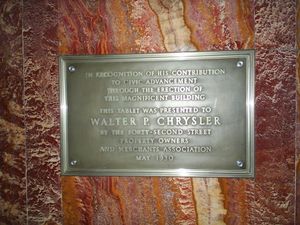 IN RECOGNITION OF HIS CONTRIBUTION
TO CIVIC ADVANCEMENT
THROUGH THE ERECTION OF
THIS MAGNIFICENT BUILDING
THIS TABLET WAS PRESENTED TO
WALTER P. CHRYSLER
BY THE FORTY-SECOND STREET
PROPERTY OWNERS
AND MERCHANTS ASSOCIATION
MAY 1930